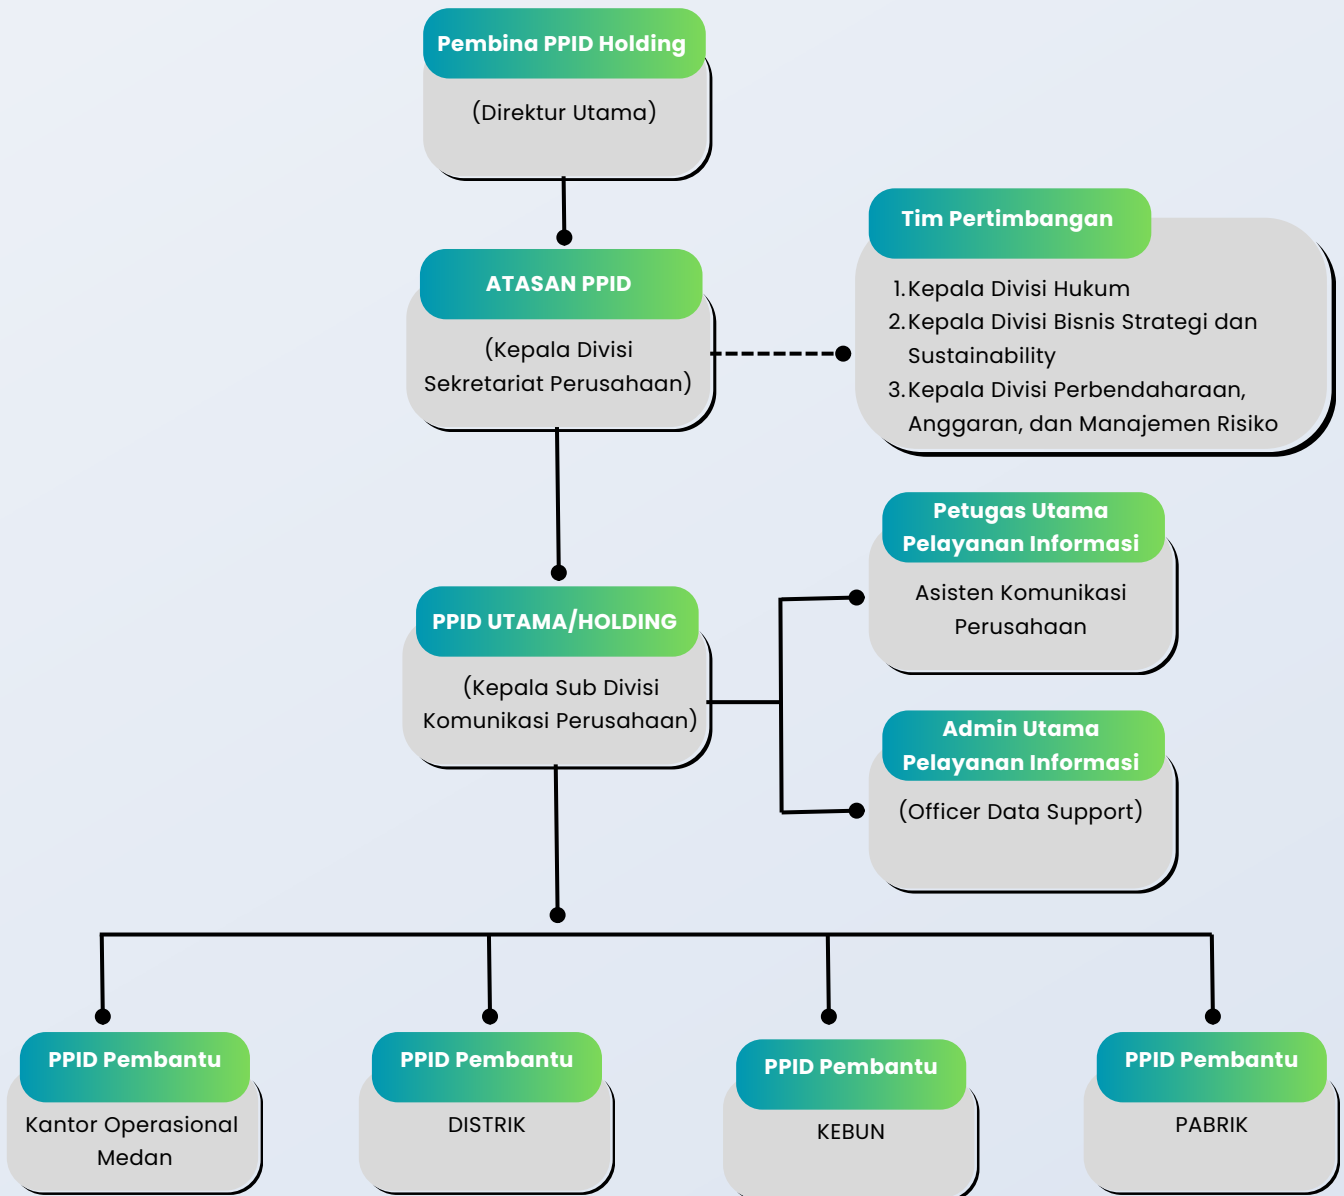 Pembina PPID Holding
(Direktur Utama)
ATASAN PPID
(Kepala Divisi
Sekretariat Perusahaan)
Tim Pertimbangan
1.Kepala Divisi Hukum
2.Kepala Divisi Bisnis Strategi dan
Sustainability
3.Kepala Divisi Perbendaharaan,
Anggaran, dan Manajemen Risiko
PPID UTAMA/HOLDING
(Kepala Sub Divisi
Komunikasi Perusahaan)
Petugas Utama
Pelayanan Informasi
Asisten Komunikasi
Perusahaan
Admin Utama
Pelayanan Informasi
(Officer Data Support)
PPID Pembantu
Kantor Operasional
Medan
PPID Pembantu
DISTRIK
PPID Pembantu
KEBUN
PPID Pembantu
PABRIK